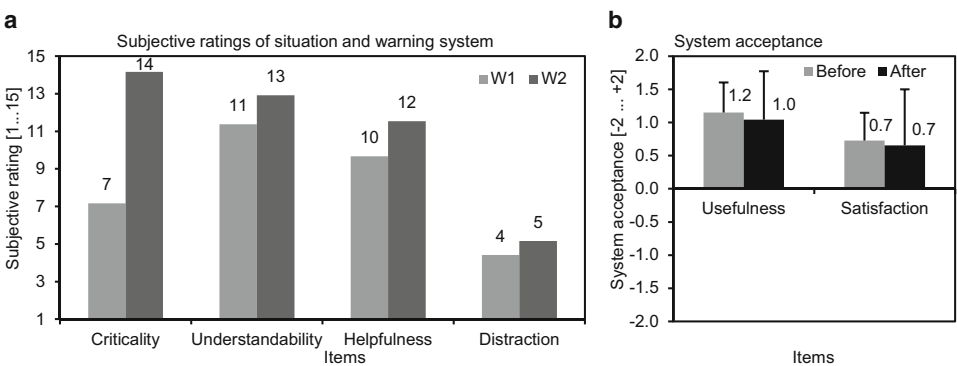 a
Subjective ratings of situation and warning system
Subjective rating [1...15]
15
13
11
9
7
5
3
1
W1 W2
7 14
11 13
10 12
4 5
Criticality Understandability Helpfulness Distraction
Items
b
System acceptance
System acceptance [-2 ... +2]
2.0
1.5
1.0
0.5
0.0
-0.5
-1.0
-1.5
-2.0
Before After
1.2 1.0
0.7 0.7
Usefulness Satisfaction
Items